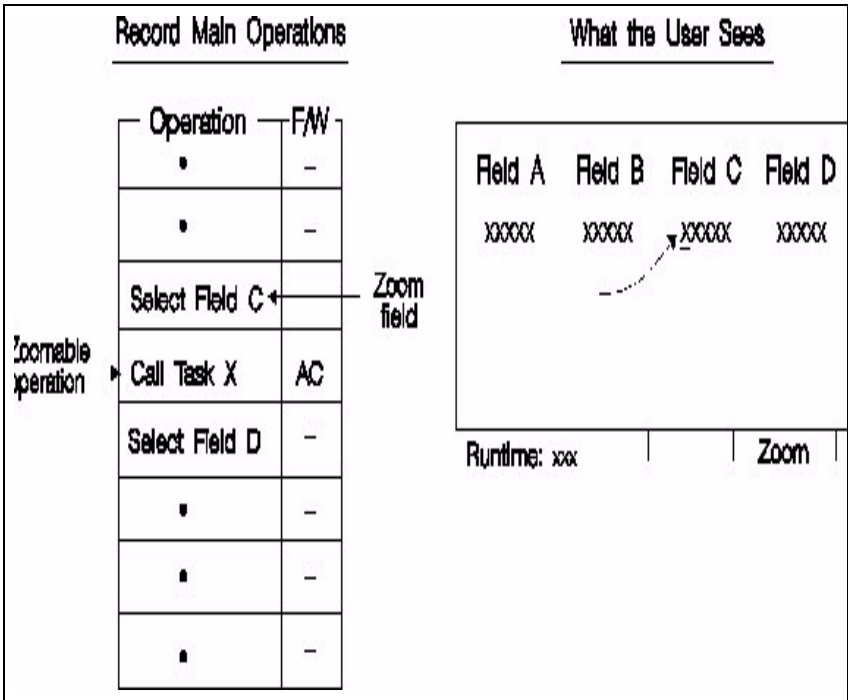 Record Main Operations
Operation F/W
• –
• –
Select Field C
Zoom
field
Zoomable
operation
Call Task X AC
Select Field D –
• –
• –
• –
What the User Sees
Field A Field B Field C Field D
xxxxx xxxxx xxxxx xxxxx
Runtime: xxx Zoom